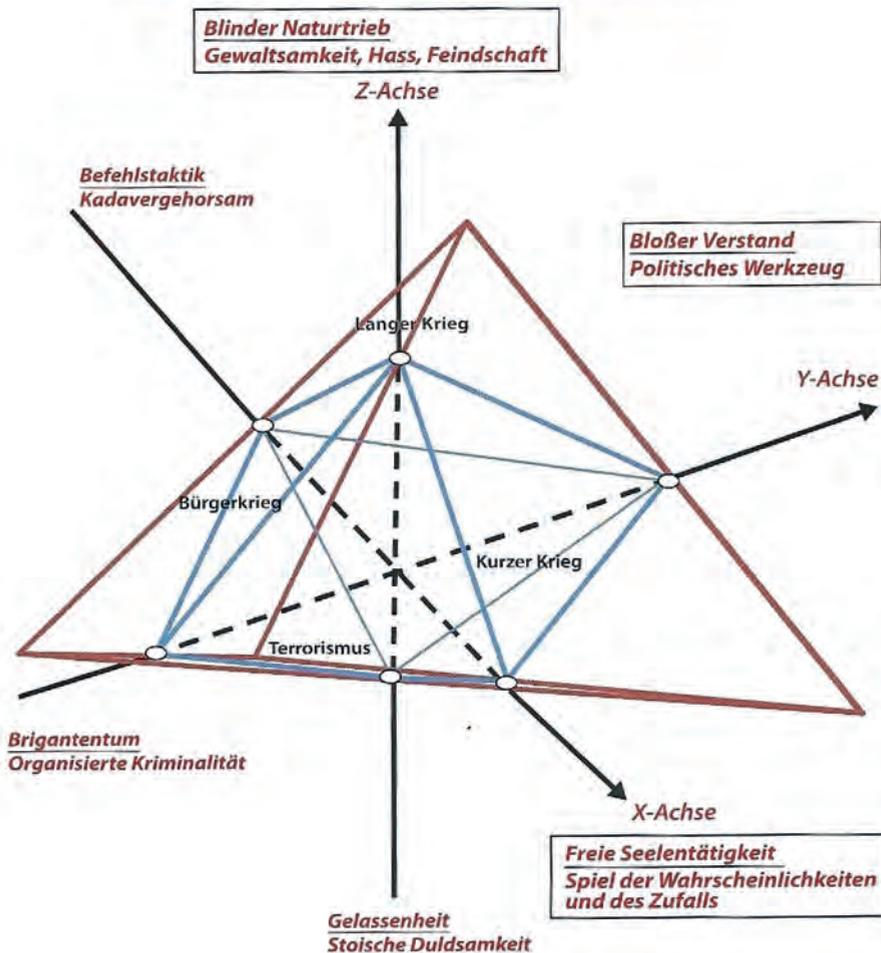 Blinder Naturtrieb
Gewaltsamkeit, Hass, Feindschaft
Z-Achse
Befehlstaktik
Kadavergehorsam
Bloßer Verstand
Politisches Werkzeug
Langer Krieg
Y-Achse
Bürgerkrieg
Kurzer Krieg
Terrorismus
Brigantentum
Organisierte Kriminalität
X-Achse
Freie Seelentätigkeit
Spiel der Wahrscheinlichkeiten
und des Zufalls
Gelassenheit
Stoische Duldsamkeit